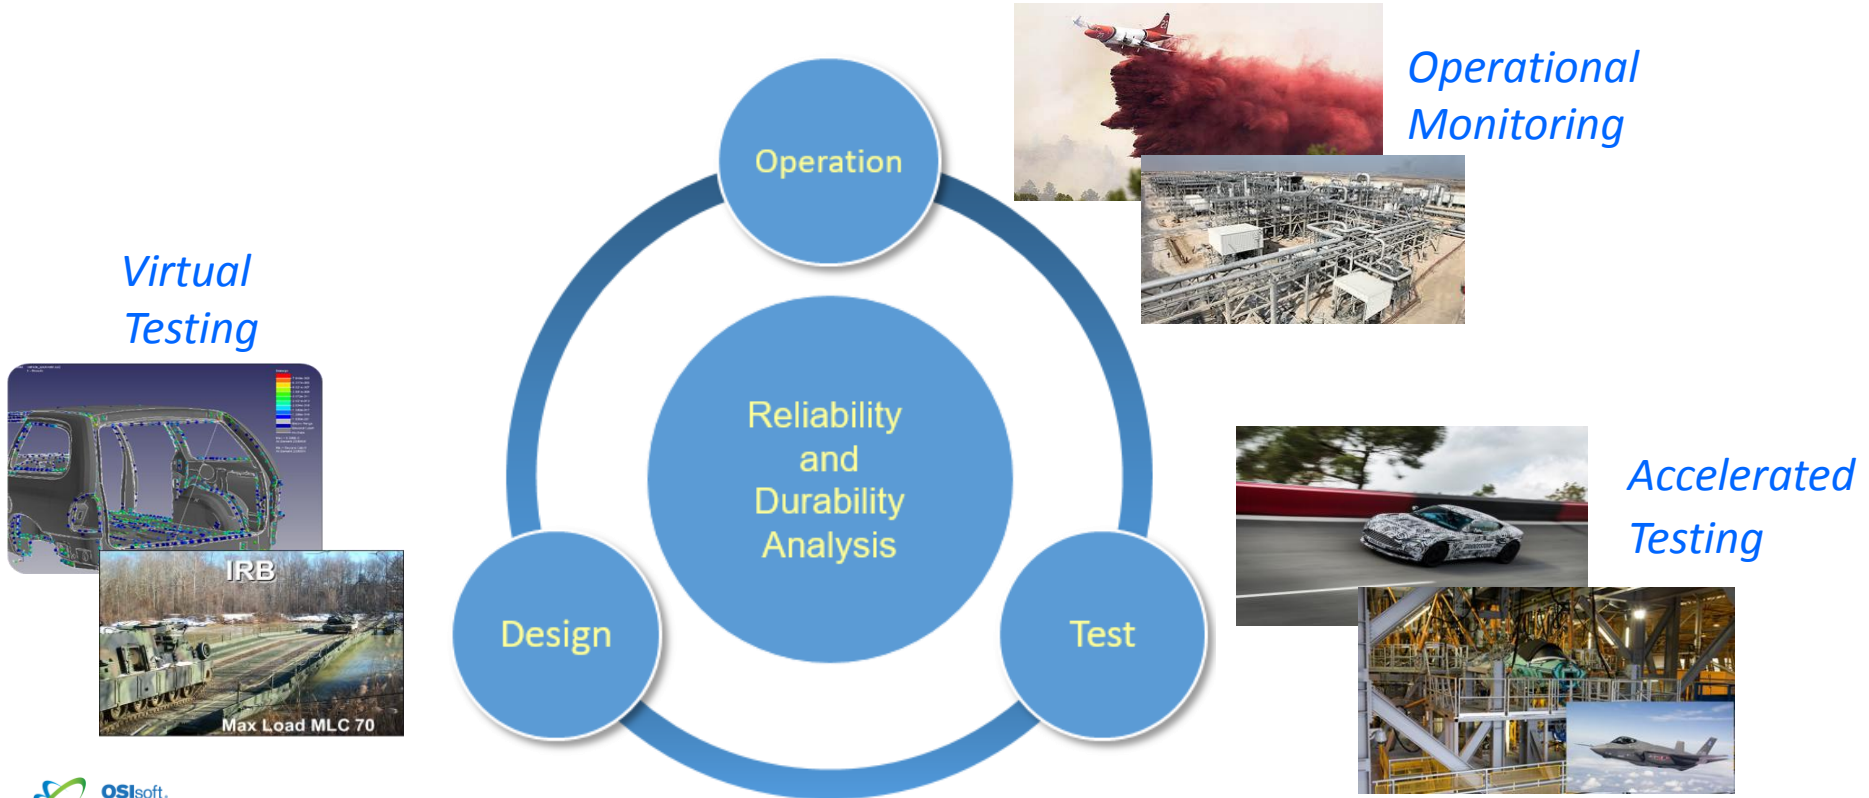 Operational
Monitoring
Operation
Virtual
Testing
Reliability
and
Durability
Analysis
Accelerated
Testing
IRB
Max Load MLC 70
Design
Test
OSIsoft.